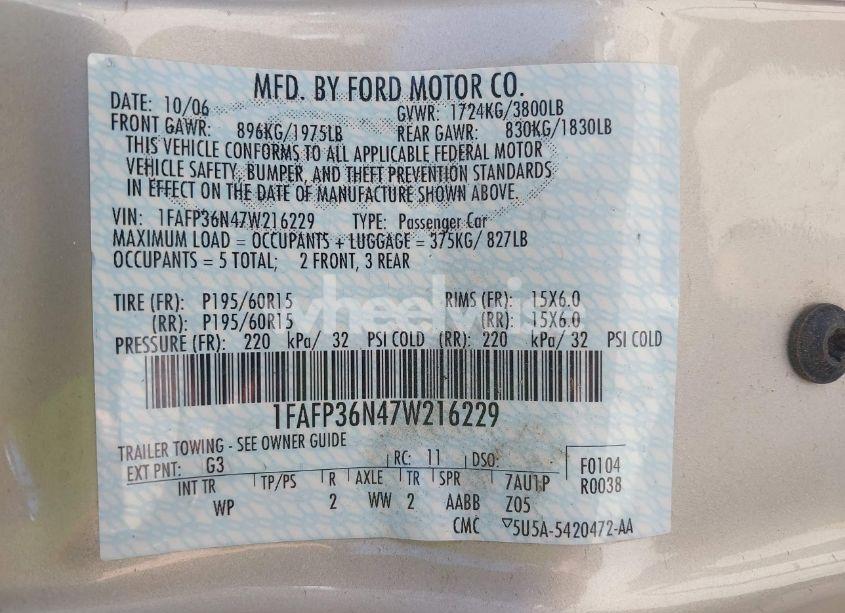 MFD. BY FORD MOTOR CO.
DATE: 10/06 GVWR: 1724KG/3800LB
FRONT GAWR: 896KG/1975LB REAR GAWR: 830KG/1830LB
THIS VEHICLE CONFORMS TO ALL APPLICABLE FEDERAL MOTOR
VEHICLE SAFETY, BUMPER, AND THEFT PREVENTION STANDARDS
IN EFFECT ON THE DATE OF MANUFACTURE SHOWN ABOVE.
VIN: 1FAFP36N47W216229 TYPE: Passenger Car
MAXIMUM LOAD = OCCUPANTS + LUGGAGE = 375KG/ 827LB
OCCUPANTS = 5 TOTAL; 2 FRONT, 3 REAR
TIRE (FR): P195/60R15 RIMS (FR): 15X6.0
(RR): P195/60R15 (RR): 15X6.0
wheelvis
PRESSURE (FR): 220 kPa/ 32 PSI COLD (RR): 220 kPa/ 32 PSI COLD
1FAFP36N47W216229
TRAILER TOWING - SEE OWNER GUIDE
EXT PNT: G3 RC: 11 DSO: F0104
INT TR TP/PS R AXLE TR SPR 7AU1P R0038
WP 2 WW 2 AABB Z05
CMC ▽5U5A-5420472-AA